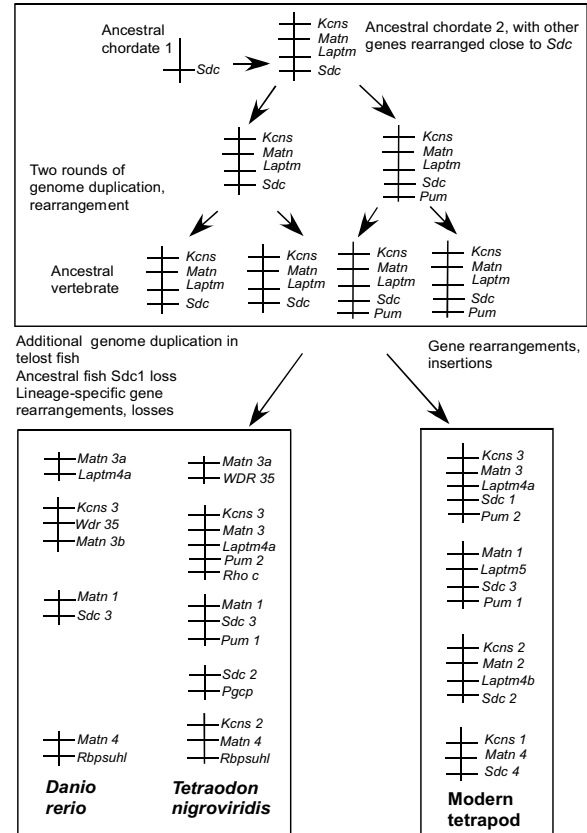 Ancestral
chordate 1
Sdc
Kcns
Matn
Laptm
Sdc
Ancestral chordate 2, with other
genes rearranged close to Sdc
Two rounds of
genome duplication,
rearrangement
Kcns
Matn
Laptm
Sdc
Kcns
Matn
Laptm
Sdc
Pum
Ancestral
vertebrate
Kcns
Matn
Laptm
Sdc
Kcns
Matn
Laptm
Sdc
Kcns
Matn
Laptm
Sdc
Pum
Kcns
Matn
Laptm
Sdc
Pum
Additional genome duplication in
telost fish
Ancestral fish Sdc1 loss
Lineage-specific gene
rearrangements, losses
Gene rearrangements,
insertions
Matn 3a
Laptm4a
Kcns 3
Wdr 35
Matn 3b
Matn 1
Sdc 3
Matn 4
Rbpsuhl
Danio
rerio
Matn 3a
WDR 35
Kcns 3
Matn 3
Laptm4a
Pum 2
Rho c
Matn 1
Sdc 3
Pum 1
Sdc 2
Pgcp
Kcns 2
Matn 4
Rbpsuhl
Tetraodon
nigroviridis
Kcns 3
Matn 3
Laptm4a
Sdc 1
Pum 2
Matn 1
Laptm5
Sdc 3
Pum 1
Kcns 2
Matn 2
Laptm4b
Sdc 2
Kcns 1
Matn 4
Sdc 4
Modern
tetrapod